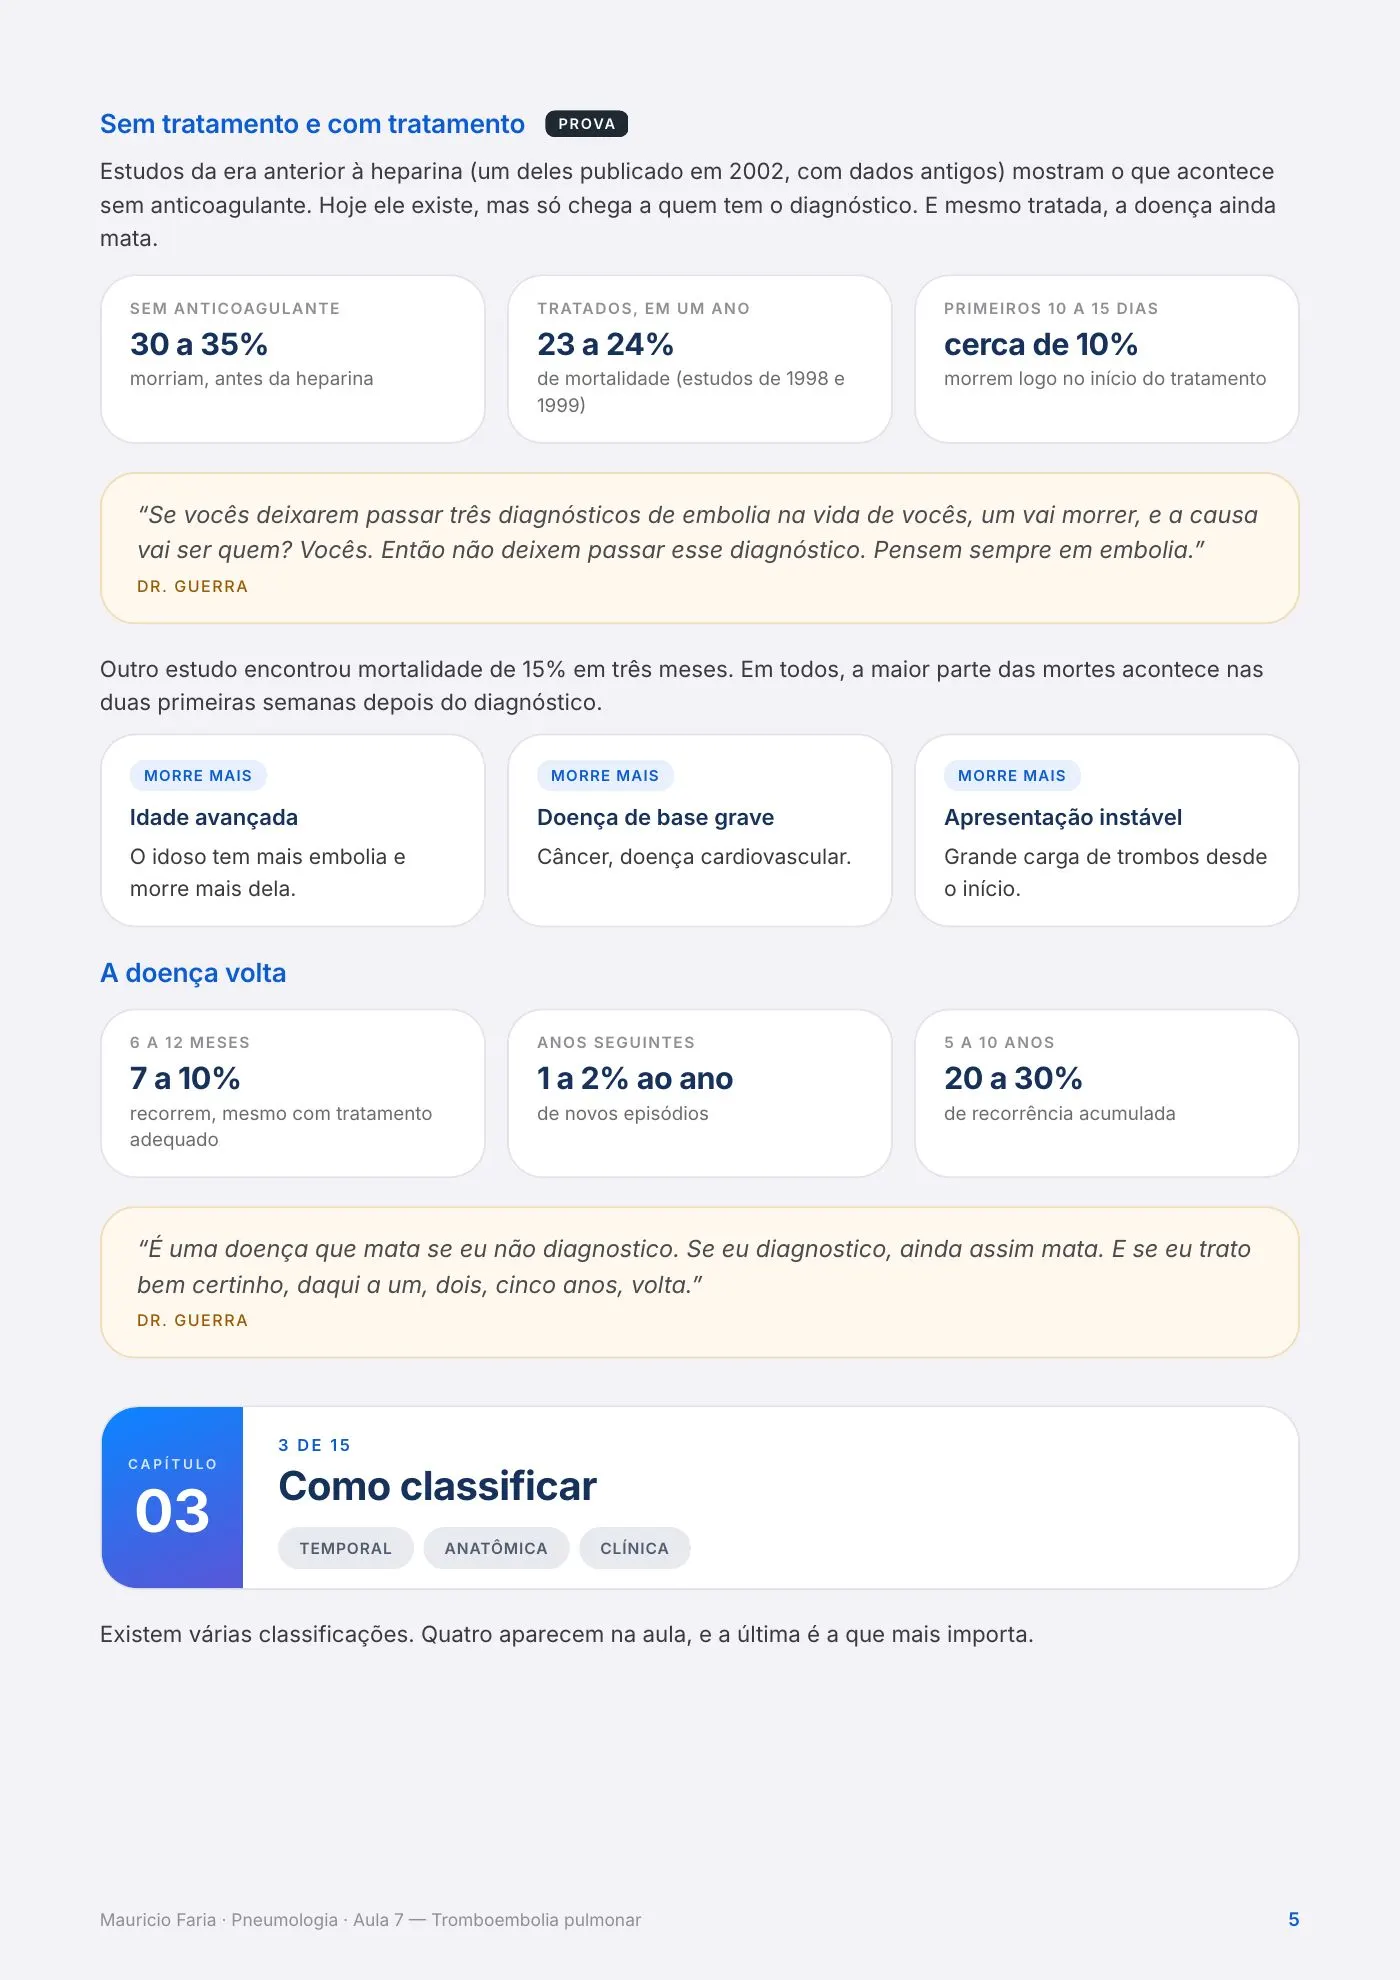 Sem tratamento e com tratamento PROVA
Estudos da era anterior à heparina (um deles publicado em 2002, com dados antigos) mostram o que acontece
sem anticoagulante. Hoje ele existe, mas só chega a quem tem o diagnóstico. E mesmo tratada, a doença ainda
mata.
SEM ANTICOAGULANTE
30 a 35%
morriam, antes da heparina
TRATADOS, EM UM ANO
23 a 24%
de mortalidade (estudos de 1998 e
1999)
PRIMEIROS 10 A 15 DIAS
cerca de 10%
morrem logo no início do tratamento
“Se vocês deixarem passar três diagnósticos de embolia na vida de vocês, um vai morrer, e a causa
vai ser quem? Vocês. Então não deixem passar esse diagnóstico. Pensem sempre em embolia.”
DR. GUERRA
Outro estudo encontrou mortalidade de 15% em três meses. Em todos, a maior parte das mortes acontece nas
duas primeiras semanas depois do diagnóstico.
MORRE MAIS
Idade avançada
O idoso tem mais embolia e
morre mais dela.
MORRE MAIS
Doença de base grave
Câncer, doença cardiovascular.
MORRE MAIS
Apresentação instável
Grande carga de trombos desde
o início.
A doença volta
6 A 12 MESES
7 a 10%
recorrem, mesmo com tratamento
adequado
ANOS SEGUINTES
1 a 2% ao ano
de novos episódios
5 A 10 ANOS
20 a 30%
de recorrência acumulada
“É uma doença que mata se eu não diagnostico. Se eu diagnostico, ainda assim mata. E se eu trato
bem certinho, daqui a um, dois, cinco anos, volta.”
DR. GUERRA
CAPÍTULO
03
3 DE 15
Como classificar
TEMPORAL ANATÔMICA CLÍNICA
Existem várias classificações. Quatro aparecem na aula, e a última é a que mais importa.
Mauricio Faria · Pneumologia · Aula 7 — Tromboembolia pulmonar 5